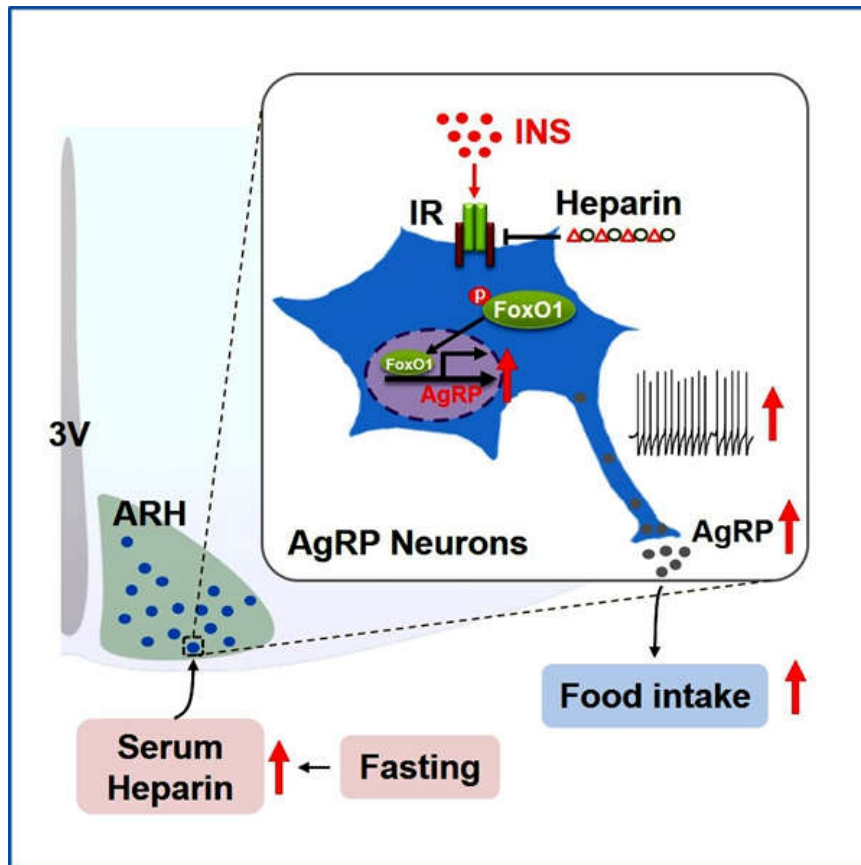 INS
IR
Heparin
p
FoxO1
FoxO1
AgRP
3V
ARH
AgRP Neurons
AgRP
Food intake
Serum
Heparin
Fasting